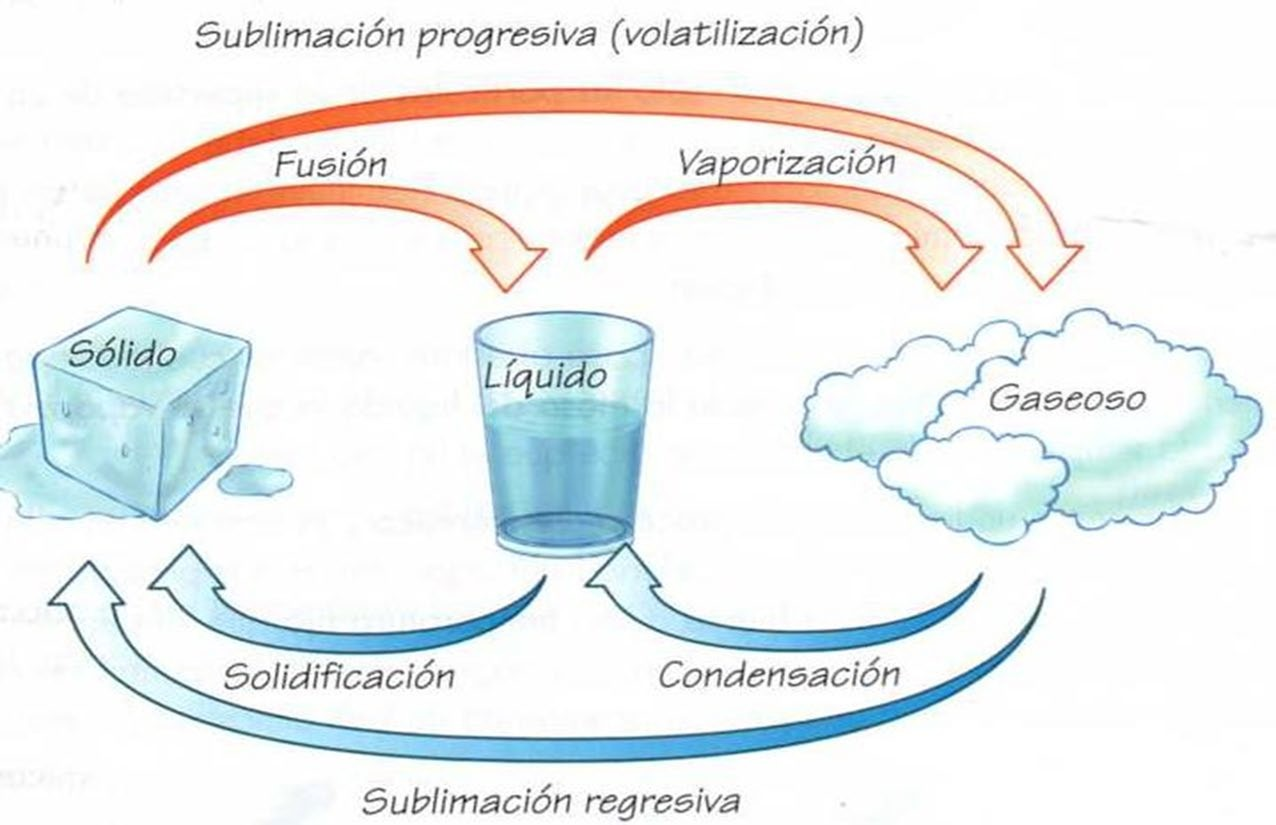 Sublimación progresiva (volatilización)
Fusión
Vaporización
Sólido
Líquido
Gaseoso
Solidificación
Condensación
Sublimación regresiva